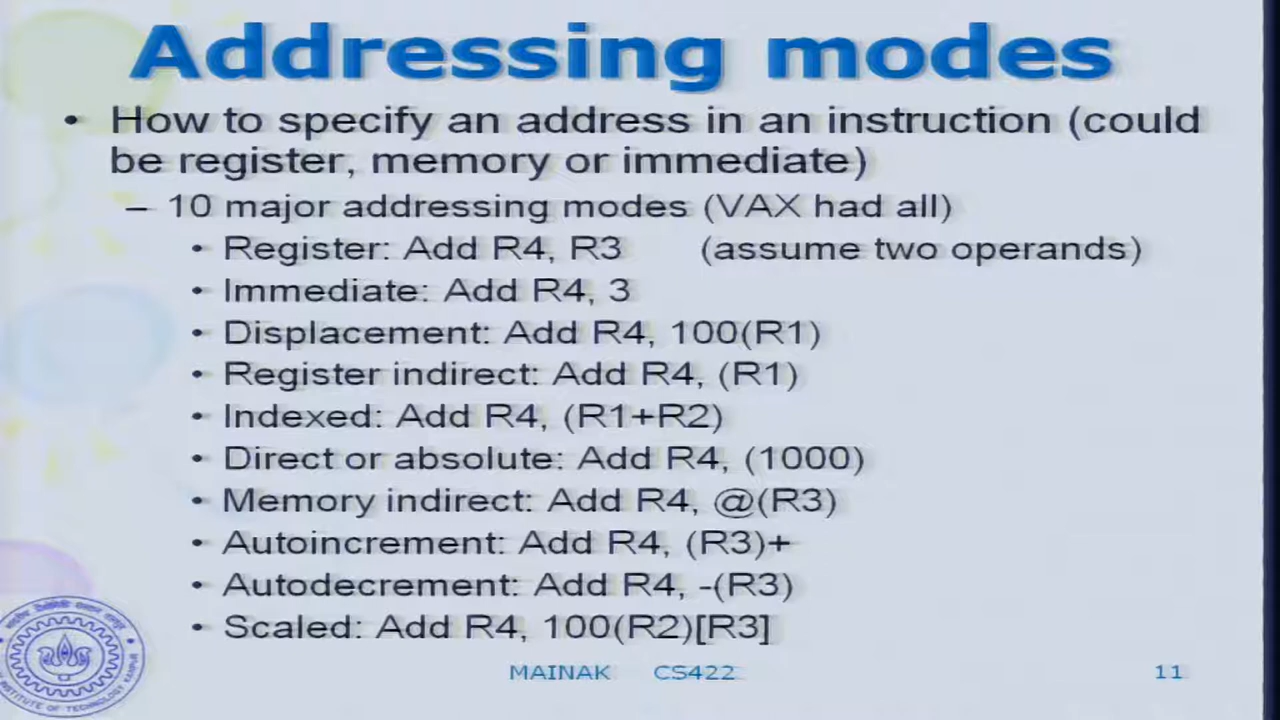 Addressing modes
• How to specify an address in an instruction (could
be register, memory or immediate)
– 10 major addressing modes (VAX had all)
• Register: Add R4, R3 (assume two operands)
• Immediate: Add R4, 3
• Displacement: Add R4, 100(R1)
• Register indirect: Add R4, (R1)
• Indexed: Add R4, (R1+R2)
• Direct or absolute: Add R4, (1000)
• Memory indirect: Add R4, @(R3)
• Autoincrement: Add R4, (R3)+
• Autodecrement: Add R4, -(R3)
• Scaled: Add R4, 100(R2)[R3]
MAINAK CS422
11